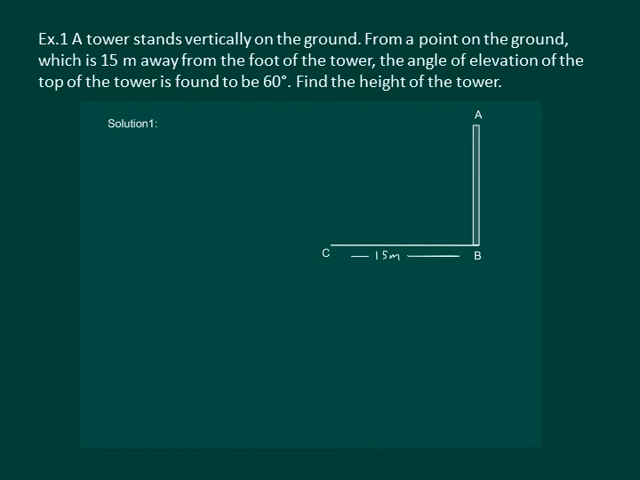 Ex.1 A tower stands vertically on the ground. From a point on the ground,
which is 15 m away from the foot of the tower, the angle of elevation of the
top of the tower is found to be 60°. Find the height of the tower.
Solution1:
A
C
15m
B